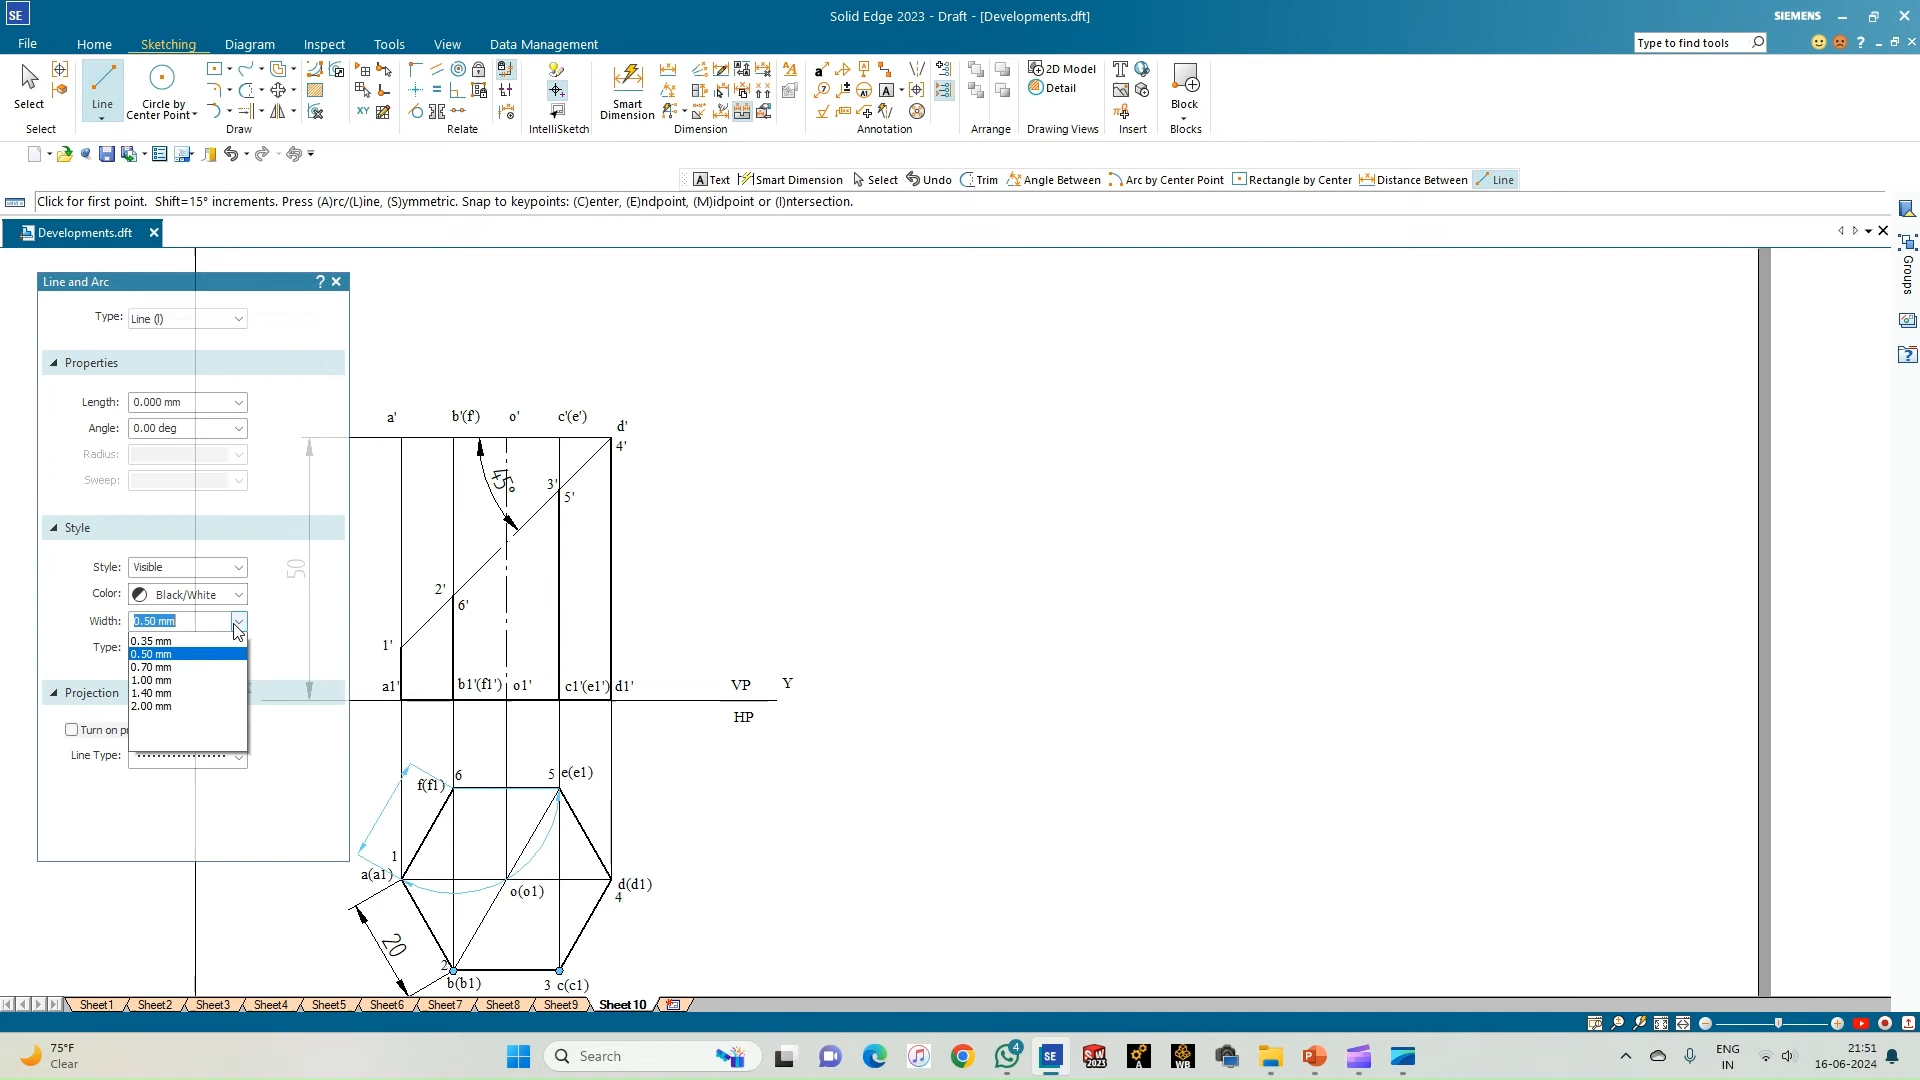 SE
Solid Edge 2023 - Draft - [Developments.dft]
SIEMENS
File Home Sketching Diagram Inspect Tools View Data Management
Type to find tools
Select
Line
Circle by Center Point
Smart Dimension
2D Model
Detail
Block
Select Draw Relate IntelliSketch Dimension Annotation Arrange Drawing Views Insert Blocks
Text Smart Dimension Select Undo Trim Angle Between Arc by Center Point Rectangle by Center Distance Between Line
Click for first point. Shift=15° increments. Press (A)rc/(L)ine, (S)ymmetric. Snap to keypoints: (C)enter, (E)ndpoint, (M)idpoint or (I)ntersection.
Developments.dft
Groups
Line and Arc
Type: Line (l)
Properties
Length: 0.000 mm
Angle: 0.00 deg
Radius:
Sweep:
Style
Style: Visible
Color: Black/White
Width: 0.50 mm
Type:
0.35 mm
0.50 mm
0.70 mm
1.00 mm
1.40 mm
2.00 mm
Projection
Turn on p
Line Type:
50
a' b'(f') o' c'(e') d'
4'
45°
3'
5'
2'
6'
1'
a1' b1'(f1') o1' c1'(e1') d1' VP Y
HP
6 5 e(e1)
f(f1)
1
a(a1) o(o1) d(d1)
4
20
2
b(b1) 3 c(c1)
Sheet1 Sheet2 Sheet3 Sheet4 Sheet5 Sheet6 Sheet7 Sheet8 Sheet9 Sheet10
75°F
Clear
Search
4
SE
SW
2023
A
WB
P
ENG
IN
21:51
16-06-2024